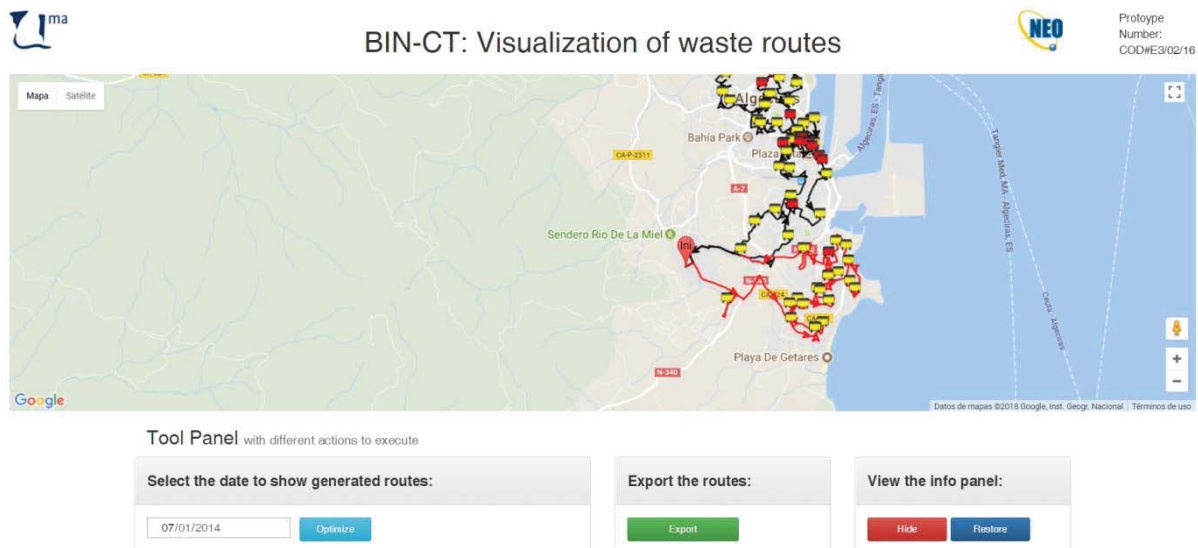 uma
BIN-CT: Visualization of waste routes
NEO
Protoype
Number:
COD#E3/02/16
Mapa Satélite
Bahía Park
CA-P-2311
Plaza
A-7
Algeciras, ES - Tangier
Tanger Med, MA - Algeciras, ES
Sendero Rio De La Miel
Ini
Ceuta - Algeciras
Playa De Getares
N-340
Google
Datos de mapas ©2018 Google, Inst. Geogr. Nacional Términos de uso
Tool Panel with different actions to execute
Select the date to show generated routes:
Export the routes:
View the info panel:
07/01/2014
Optimize
Export
Hide
Restore